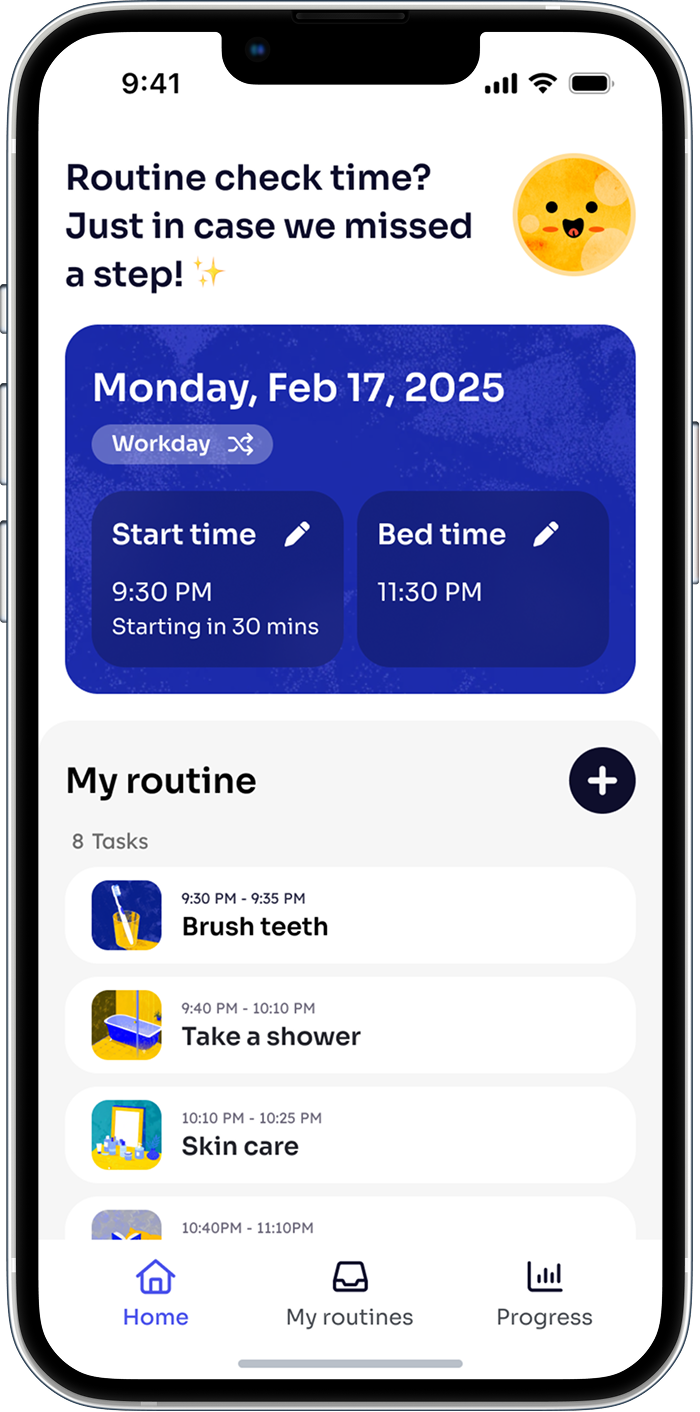 9:41
Routine check time?
Just in case we missed
a step! ✨
Monday, Feb 17, 2025
Workday
Start time
9:30 PM
Starting in 30 mins
Bed time
11:30 PM
My routine
8 Tasks
9:30 PM - 9:35 PM
Brush teeth
9:40 PM - 10:10 PM
Take a shower
10:10 PM - 10:25 PM
Skin care
10:40PM - 11:10PM
Home
My routines
Progress